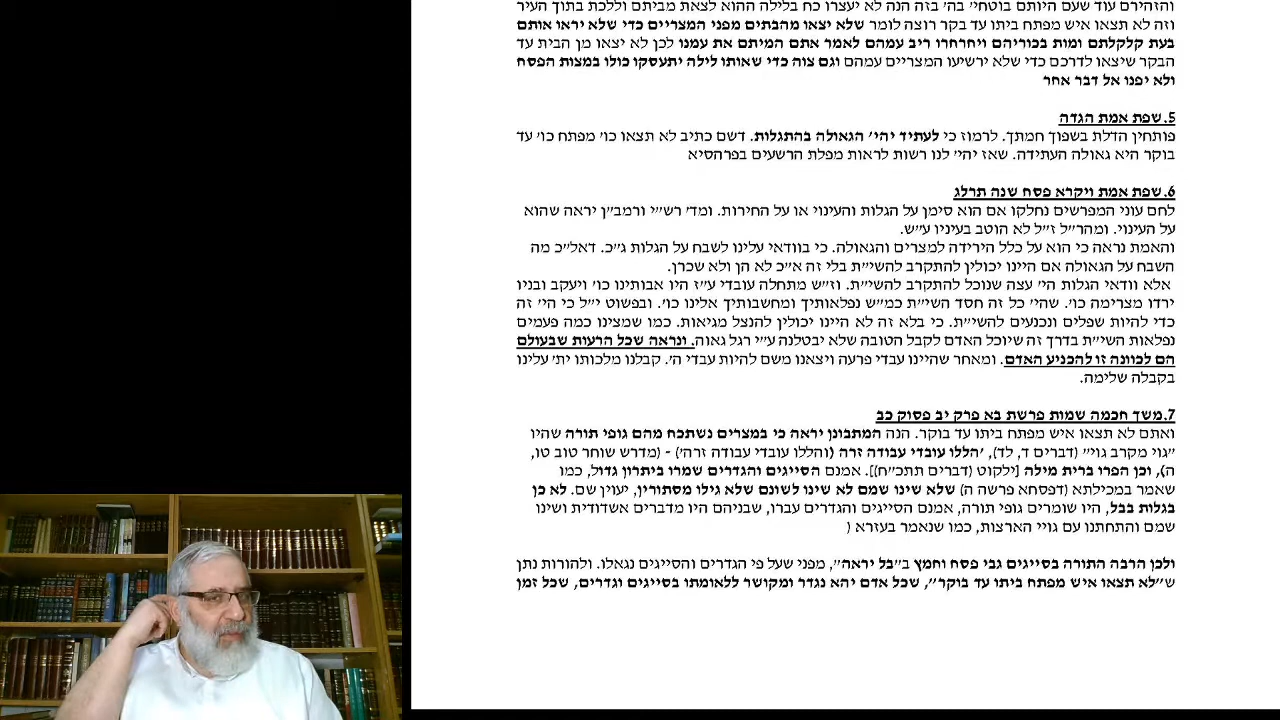 והזהירם עוד שעם היותם בוטחי׳ בה׳ בזה הנה לא יעצרו כח בלילה ההוא לצאת מביתם וללכת בתוך העיר
וזה לא תצאו איש מפתח ביתו עד בקר רוצה לומר שלא יצאו מהבתים מפני המצריים כדי שלא יראו אותם
בעת קלקלתם ומות בכוריהם ויחרחרו ריב עמהם לאמר אתם המיתם את עמנו לכן לא יצאו מן הבית עד
הבקר שיצאו לדרכם כדי שלא ירשיעו המצריים עמהם וגם צוה כדי שאותו לילה יתעסקו כולו במצות הפסח
ולא יפנו אל דבר אחר
5.שפת אמת הגדה
פותחין הדלת בשפוך חמתך. לרמוז כי לעתיד יהי׳ הגאולה בהתגלות. דשם כתיב לא תצאו כו׳ מפתח כו׳ עד
בוקר היא גאולה העתידה. שאז יהי׳ לנו רשות לראות מפלת הרשעים בפרהסיא
6.שפת אמת ויקרא פסח שנה תרלג
לחם עוני המפרשים נחלקו אם הוא סימן על הגלות והעינוי או על החירות. ומד׳ רש״י ורמב״ן יראה שהוא
על העינוי. ומהר״ל ז״ל לא הוטב בעיניו ע״ש.
והאמת נראה כי הוא על כלל הירידה למצרים והגאולה. כי בוודאי עלינו לשבח על הגלות ג״כ. דאל״כ מה
השבח על הגאולה אם היינו יכולין להתקרב להשי״ת בלי זה א״כ לא הן ולא שכרן.
אלא וודאי הגלות הי׳ עצה שנוכל להתקרב להשי״ת. וז״ש מתחלה עובדי ע״ז היו אבותינו כו׳ ויעקב ובניו
ירדו מצרימה כו׳. שהי׳ כל זה חסד השי״ת כמ״ש נפלאותיך ומחשבותיך אלינו כו׳. ובפשוט י״ל כי הי׳ זה
כדי להיות שפלים ונכנעים להשי״ת. כי בלא זה לא היינו יכולין להנצל מגיאות. כמו שמצינו כמה פעמים
נפלאות השי״ת בדרך זה שיוכל האדם לקבל הטובה שלא יבטלנה ע״י רגל גאוה. ונראה שכל הרעות שבעולם
הם לכוונה זו להכניע האדם. ומאחר שהיינו עבדי פרעה ויצאנו משם להיות עבדי ה׳. קבלנו מלכותו ית׳ עלינו
בקבלה שלימה.
7.משך חכמה שמות פרשת בא פרק יב פסוק כב
ואתם לא תצאו איש מפתח ביתו עד בוקר. הנה המתבונן יראה כי במצרים נשתכח מהם גופי תורה שהיו
״גוי מקרב גוי״ (דברים ד, לד), ׳הללו עובדי עבודה זרה (והללו עובדי עבודה זרה׳) - (מדרש שוחר טוב טו,
ה), וכן הפרו ברית מילה [ילקוט (דברים תתכ״ח)]. אמנם הסייגים והגדרים שמרו ביתרון גדול, כמו
שאמר במכילתא (דפסחא פרשה ה) שלא שינו שמם לא שינו לשונם שלא גילו מסתורין, יעוין שם. לא כן
בגלות בבל, היו שומרים גופי תורה, אמנם הסייגים והגדרים עברו, שבניהם היו מדברים אשדודית ושינו
שמם והתחתנו עם גויי הארצות, כמו שנאמר בעזרא (
ולכן הרבה התורה בסייגים גבי פסח וחמץ ב״בל יראה״, מפני שעל פי הגדרים והסייגים נגאלו. ולהורות נתן
ש״לא תצאו איש מפתח ביתו עד בוקר״, שכל אדם יהא נגדר ומקושר ללאומתו בסייגים וגדרים, שכל זמן